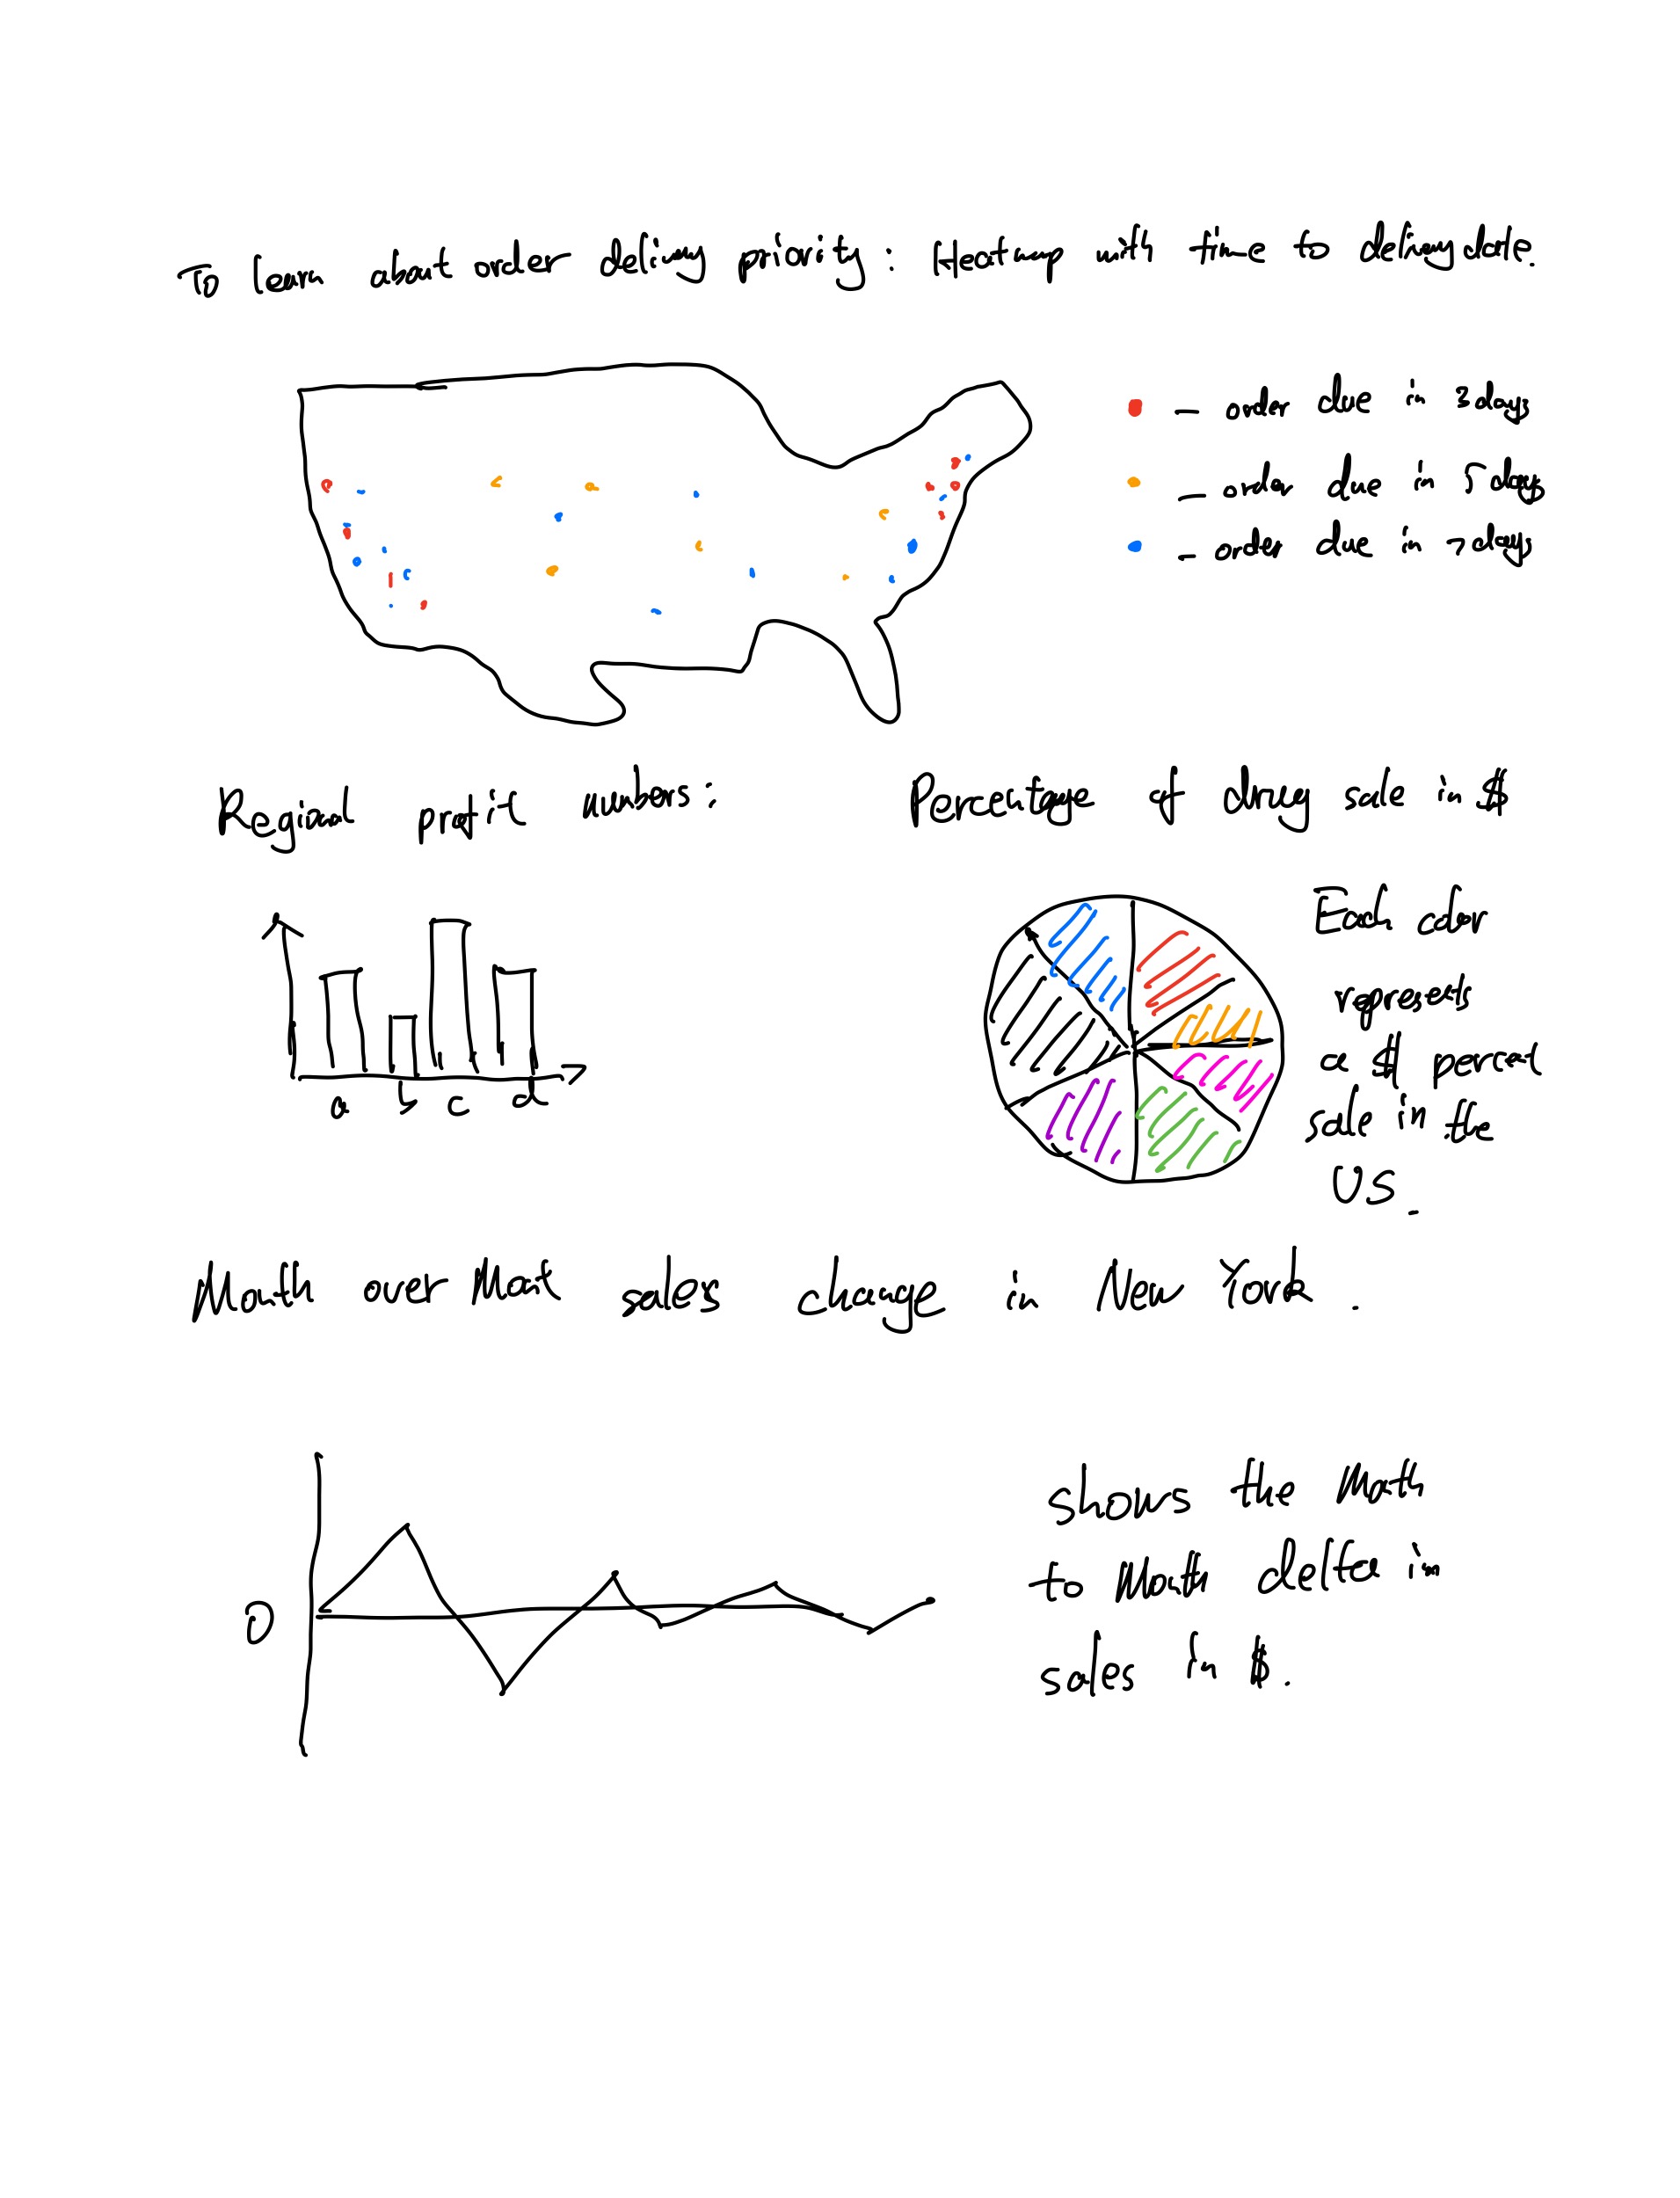 To learn about order delivery priority: Heatmap with time to delivery date.
- order due in 3 days
- order due in 5 days
- order due in 7 days
Regional profit numbers:
Percentage of drug sale in $
Each color
represents
a $ percent
sale in the
US.
a b c d
Month over Month sales change in New York.
0
shows the Month
to Month delta in
sales in $.